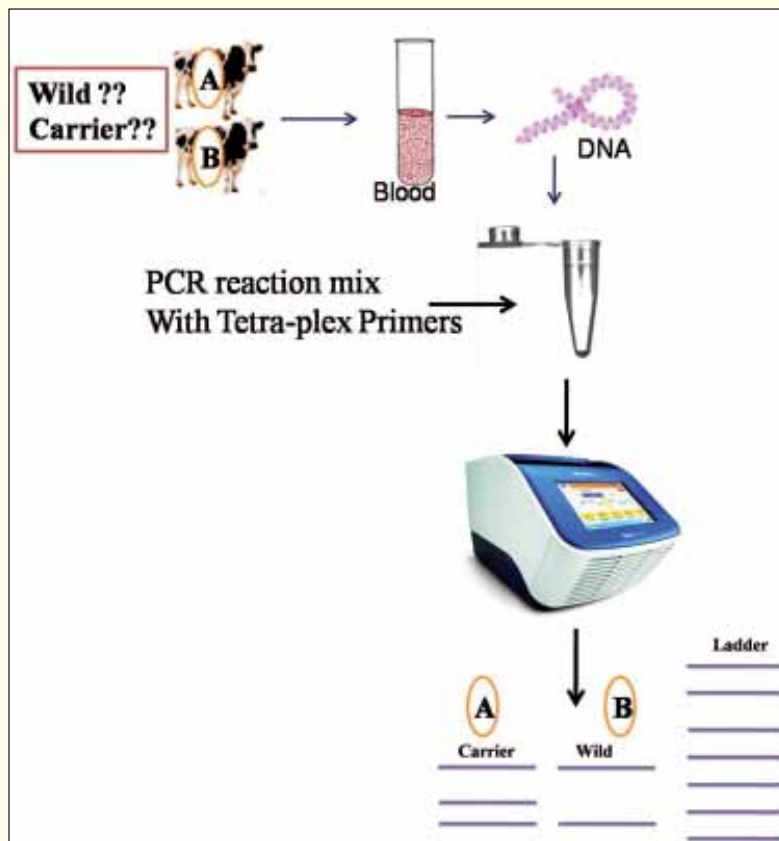 Wild ??
Carrier??
A
B
Blood
DNA
PCR reaction mix
With Tetra-plex Primers
Ladder
A
B
Carrier
Wild